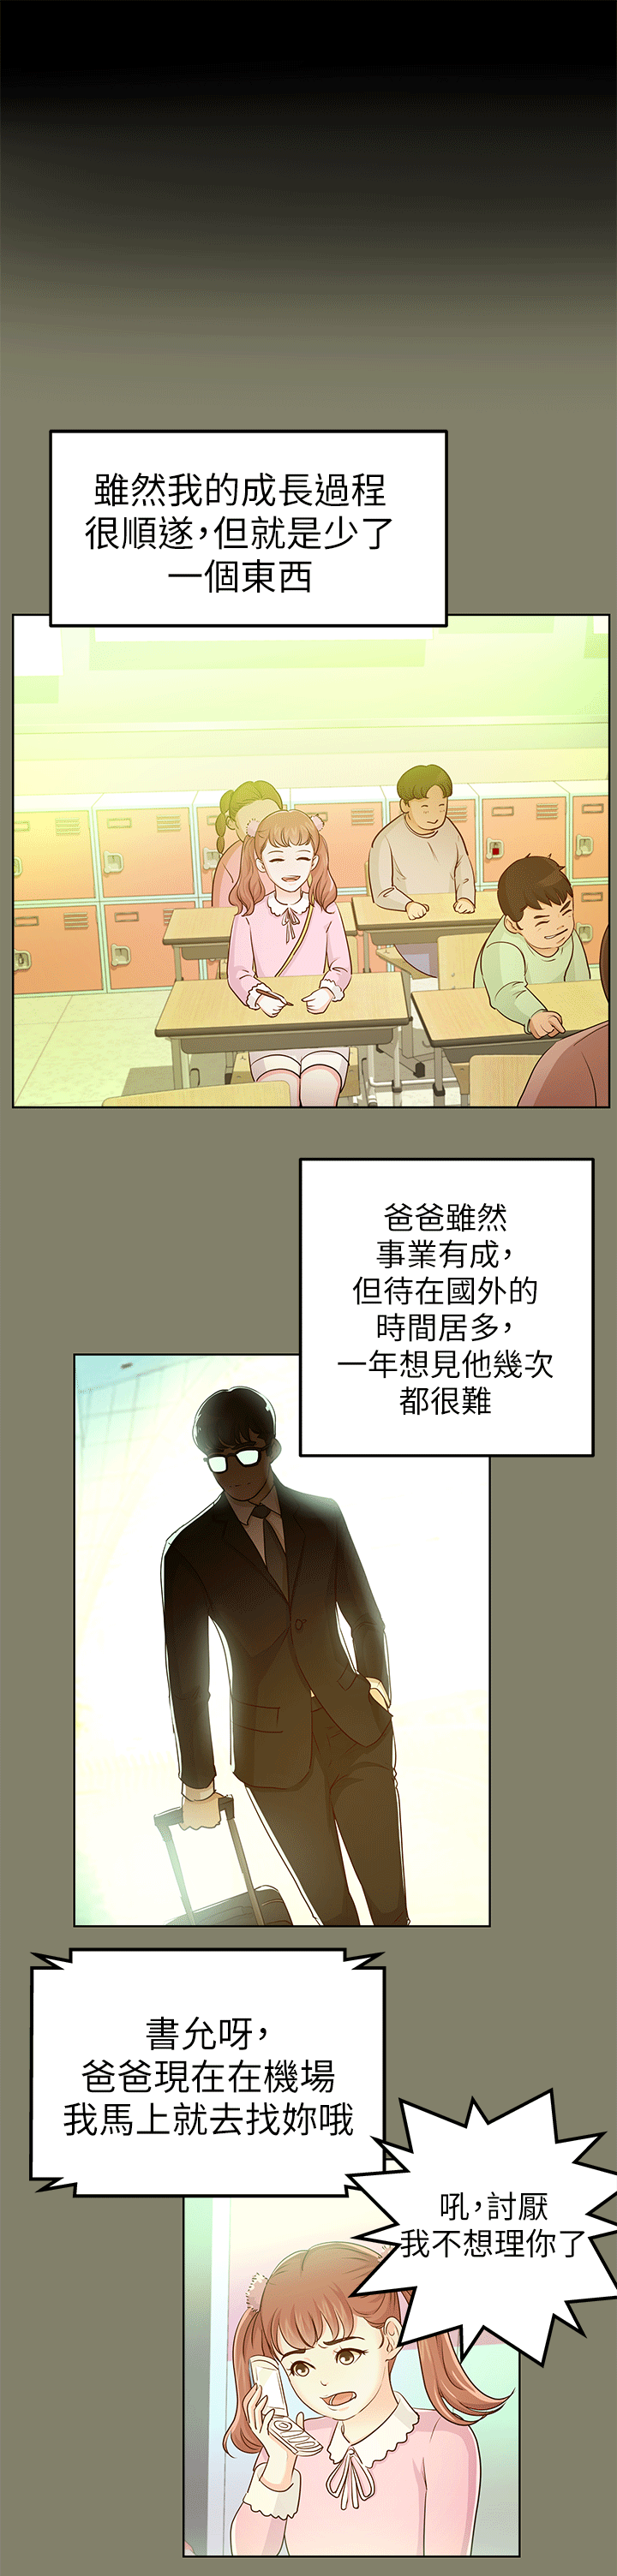 雖然我的成長過程
很順遂，但就是少了
一個東西
爸爸雖然
事業有成，
但待在國外的
時間居多，
一年想見他幾次
都很難
書允呀，
爸爸現在在機場
我馬上就去找妳哦
吼，討厭
我不想理你了